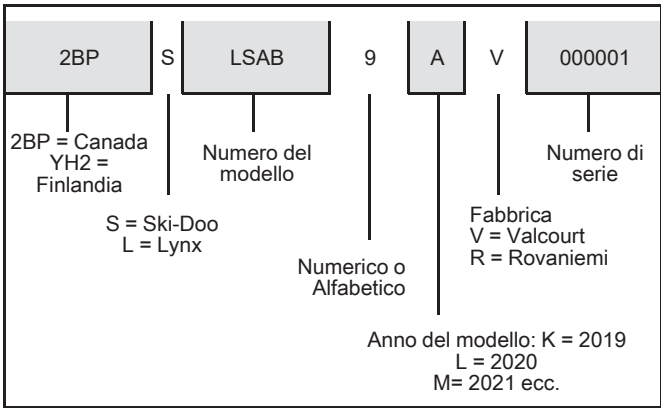 2BP S LSAB 9 A V 000001
2BP = Canada
YH2 =
Finlandia
Numero del
modello
Numero di
serie
S = Ski-Doo
L = Lynx
Fabbrica
V = Valcourt
R = Rovaniemi
Numerico o
Alfabetico
Anno del modello: K = 2019
L = 2020
M= 2021 ecc.